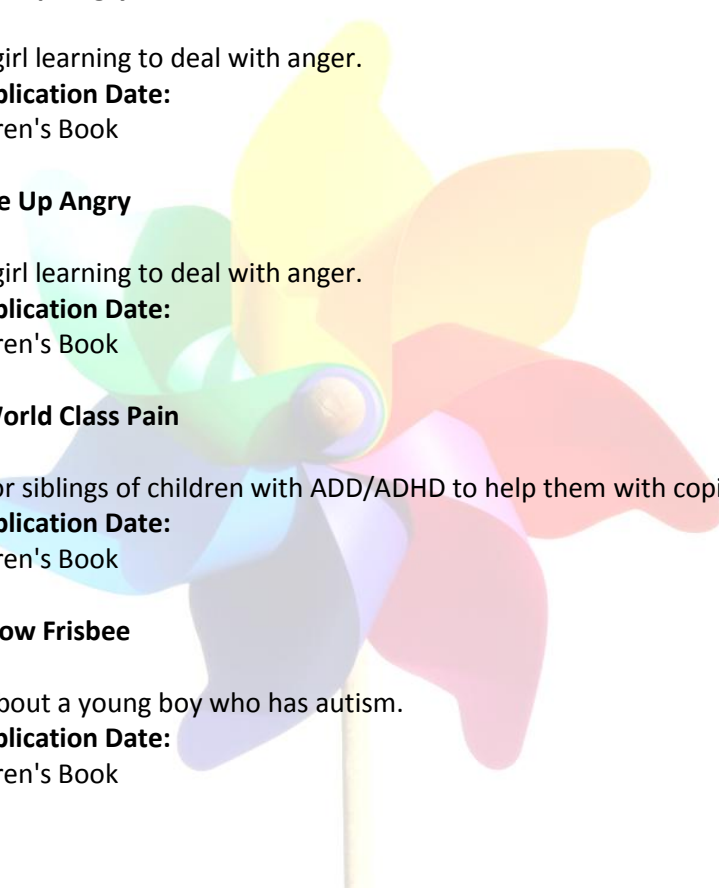 girl learning to deal with anger.
blication Date:
ren's Book
e Up Angry
girl learning to deal with anger.
blication Date:
ren's Book
World Class Pain
or siblings of children with ADD/ADHD to help them with copi
blication Date:
ren's Book
ow Frisbee
bout a young boy who has autism.
blication Date:
ren's Book